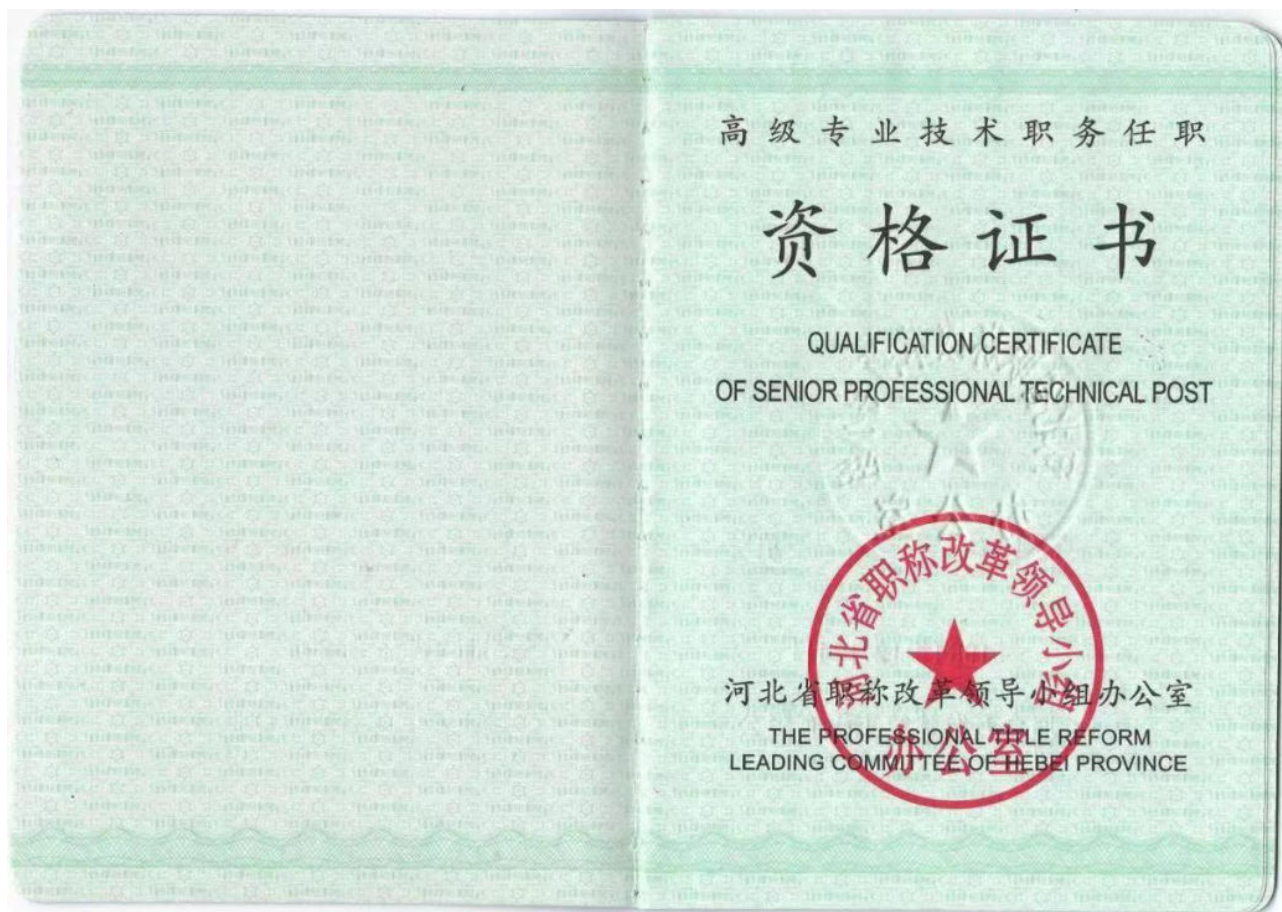 高级专业技术职务任职
资格证书
QUALIFICATION CERTIFICATE
OF SENIOR PROFESSIONAL TECHNICAL POST
河北省职称改革领导小组
办公室
河北省职称改革领导小组办公室
THE PROFESSIONAL TITLE REFORM
LEADING COMMITTEE OF HEBEI PROVINCE